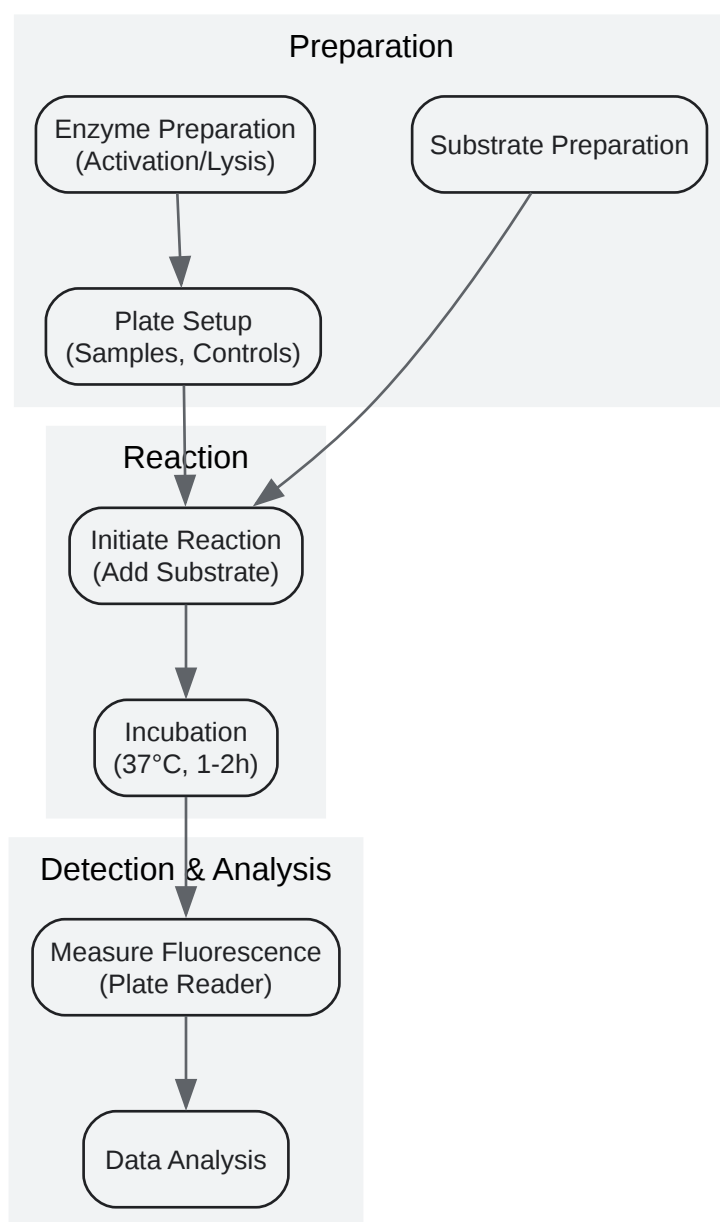 Preparation
Enzyme Preparation
(Activation/Lysis)
Substrate Preparation
Plate Setup
(Samples, Controls)
Reaction
Initiate Reaction
(Add Substrate)
Incubation
(37°C, 1-2h)
Detection & Analysis
Measure Fluorescence
(Plate Reader)
Data Analysis